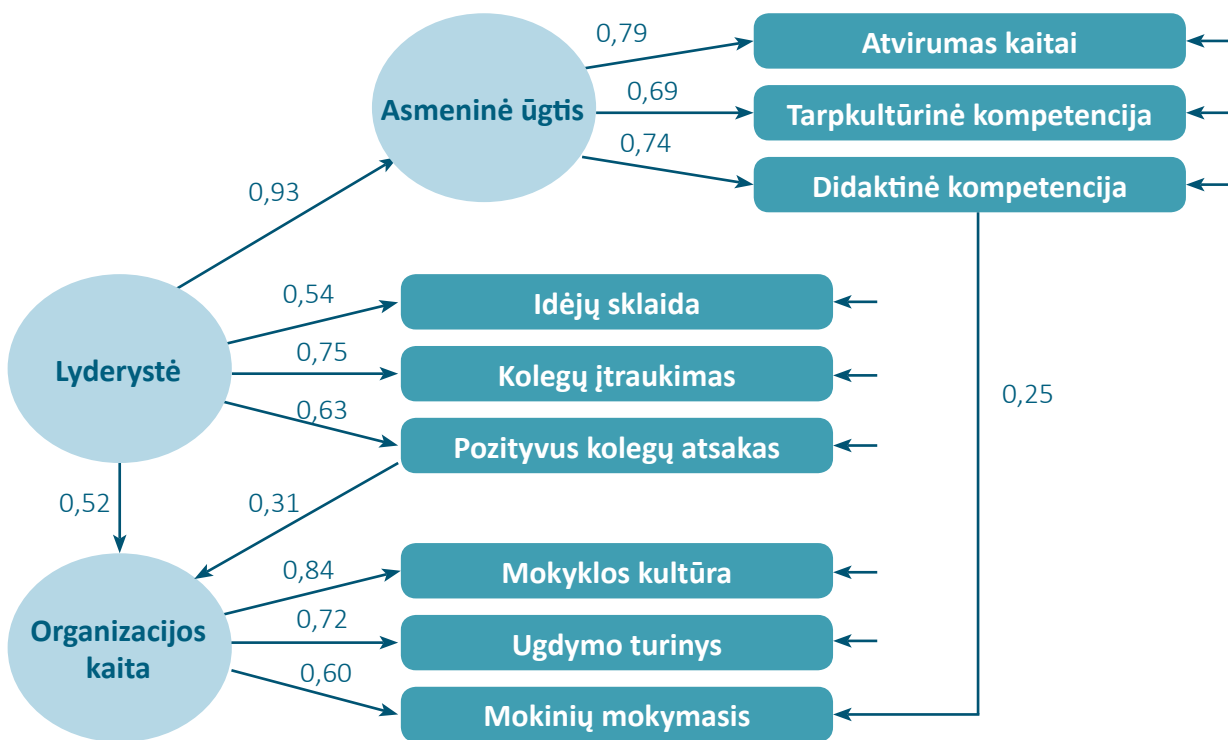 0,79
Atvirumas kaitai
Asmeninė ūgtis
0,69
Tarpkultūrinė kompetencija
0,74
Didaktinė kompetencija
0,93
0,54
Idėjų sklaida
Lyderystė
0,75
Kolegų įtraukimas
0,63
Pozityvus kolegų atsakas
0,25
0,52
0,31
0,84
Mokyklos kultūra
Organizacijos
kaita
0,72
Ugdymo turinys
0,60
Mokinių mokymasis